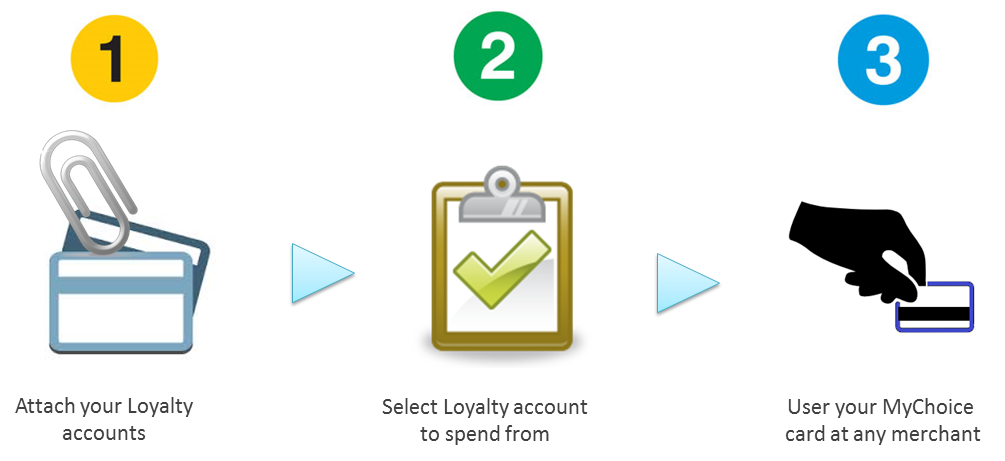 1
2
3
Attach your Loyalty
accounts
Select Loyalty account
to spend from
User your MyChoice
card at any merchant